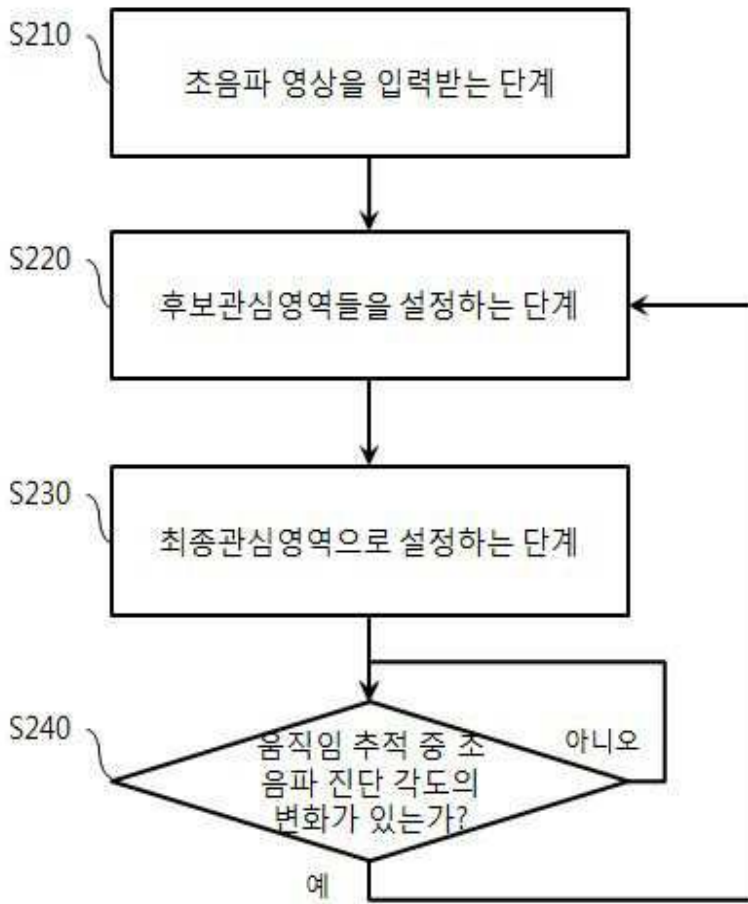 S210
초음파 영상을 입력받는 단계
S220
후보관심영역들을 설정하는 단계
S230
최종관심영역으로 설정하는 단계
S240
움직임 추적 중 초
음파 진단 각도의
변화가 있는가?
아니오
예